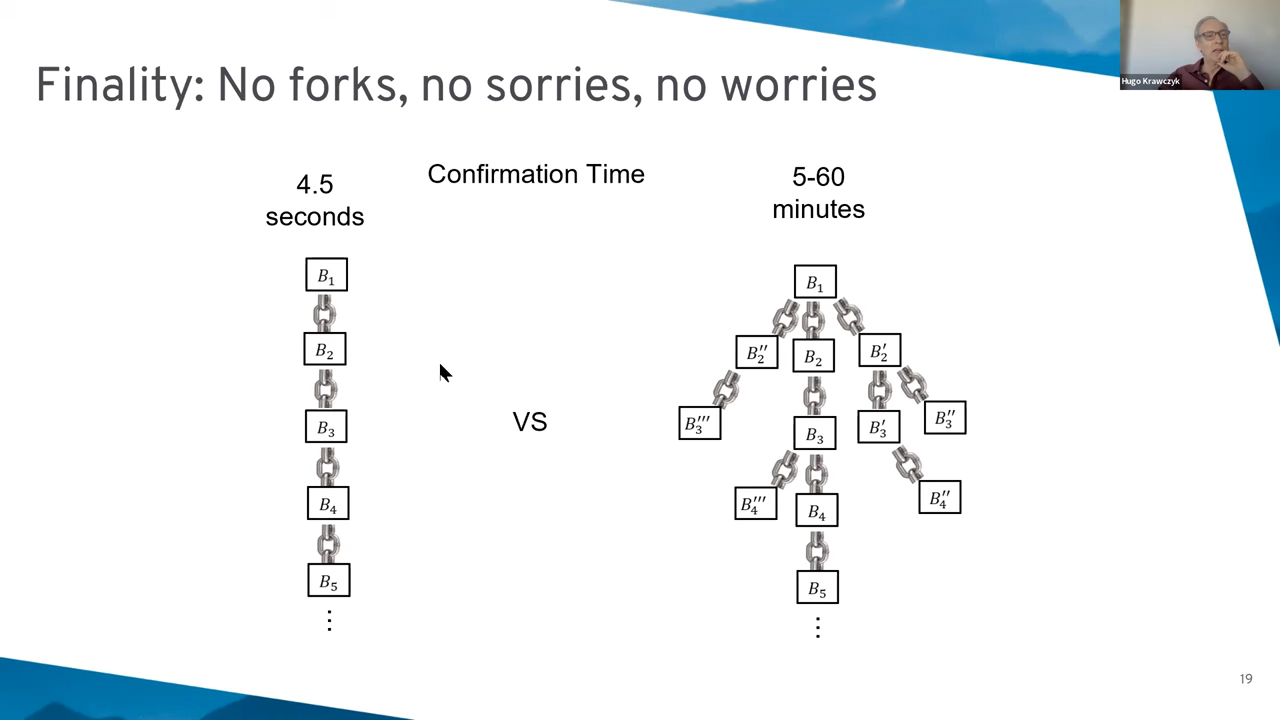 Finality: No forks, no sorries, no worries
Hugo Krawczyk
4.5
seconds
Confirmation Time
5-60
minutes
B₁
B₂
B₃
B₄
B₅
⋮
VS
B₁
B₂′′ B₂ B₂′
B₃′′′ B₃ B₃′ B₃′′
B₄′′′ B₄ B₄′′
B₅
⋮
19